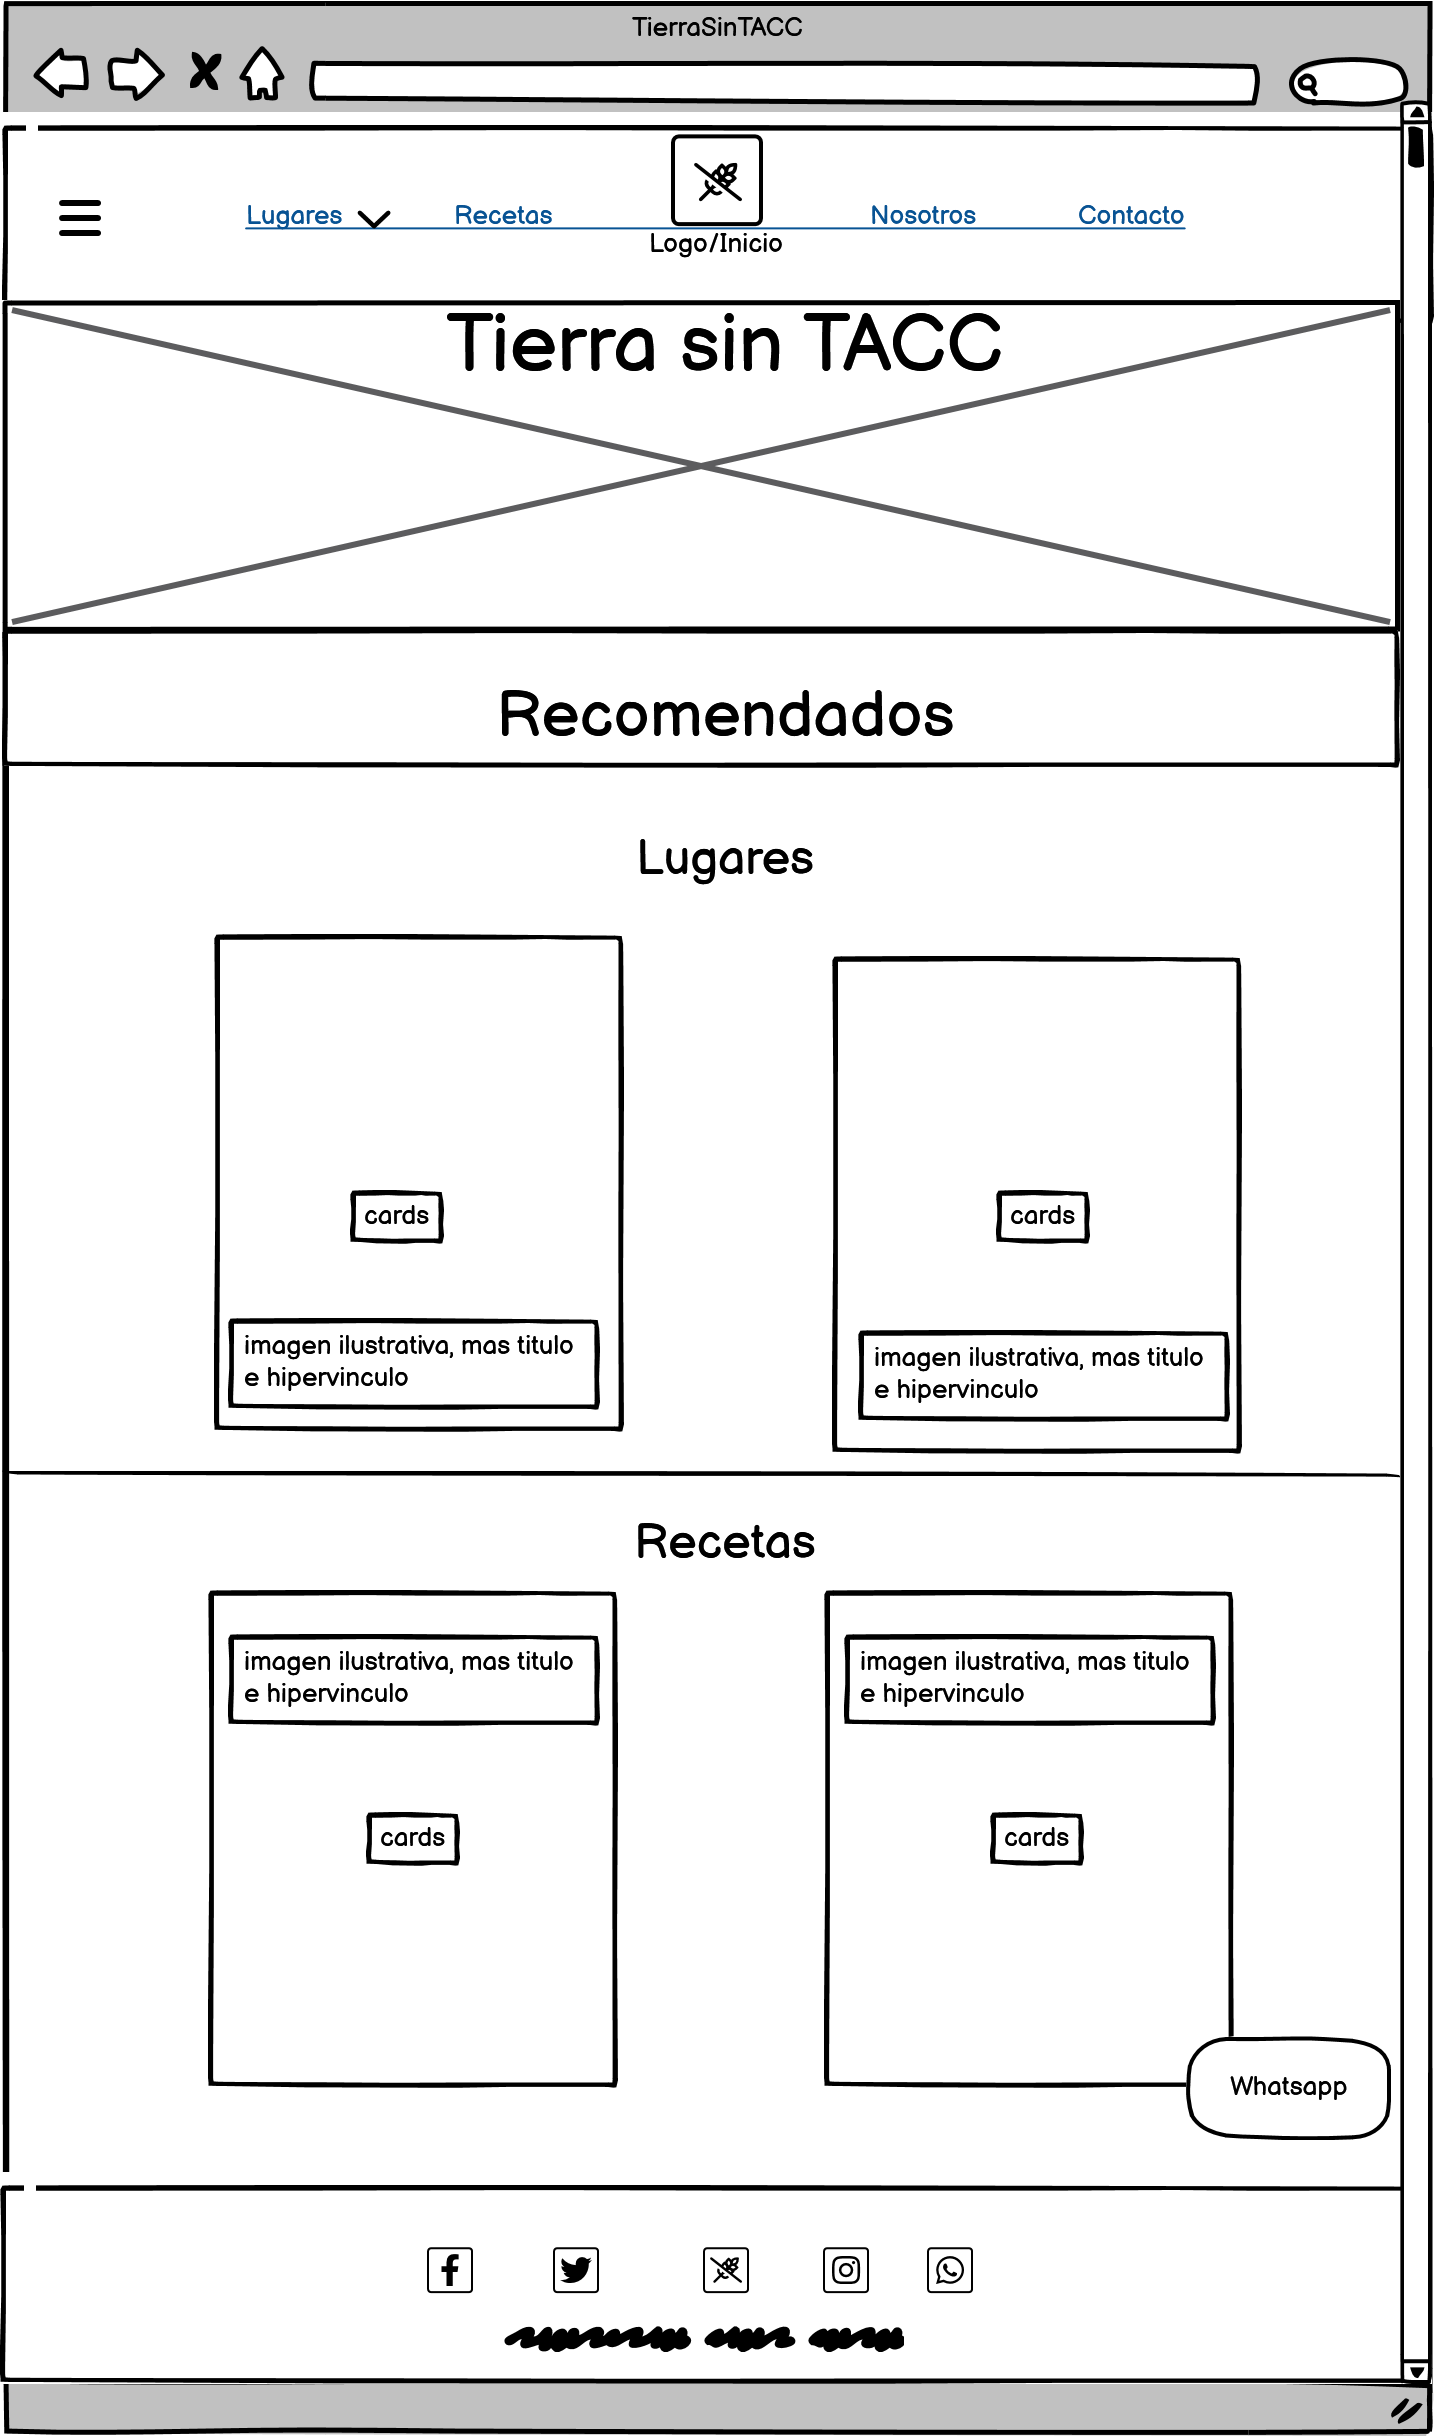 TierraSinTACC
Lugares Recetas Nosotros Contacto
Logo/Inicio
Tierra sin TACC
Recomendados
Lugares
cards
imagen ilustrativa, mas titulo
e hipervinculo
cards
imagen ilustrativa, mas titulo
e hipervinculo
Recetas
imagen ilustrativa, mas titulo
e hipervinculo
cards
imagen ilustrativa, mas titulo
e hipervinculo
cards
Whatsapp